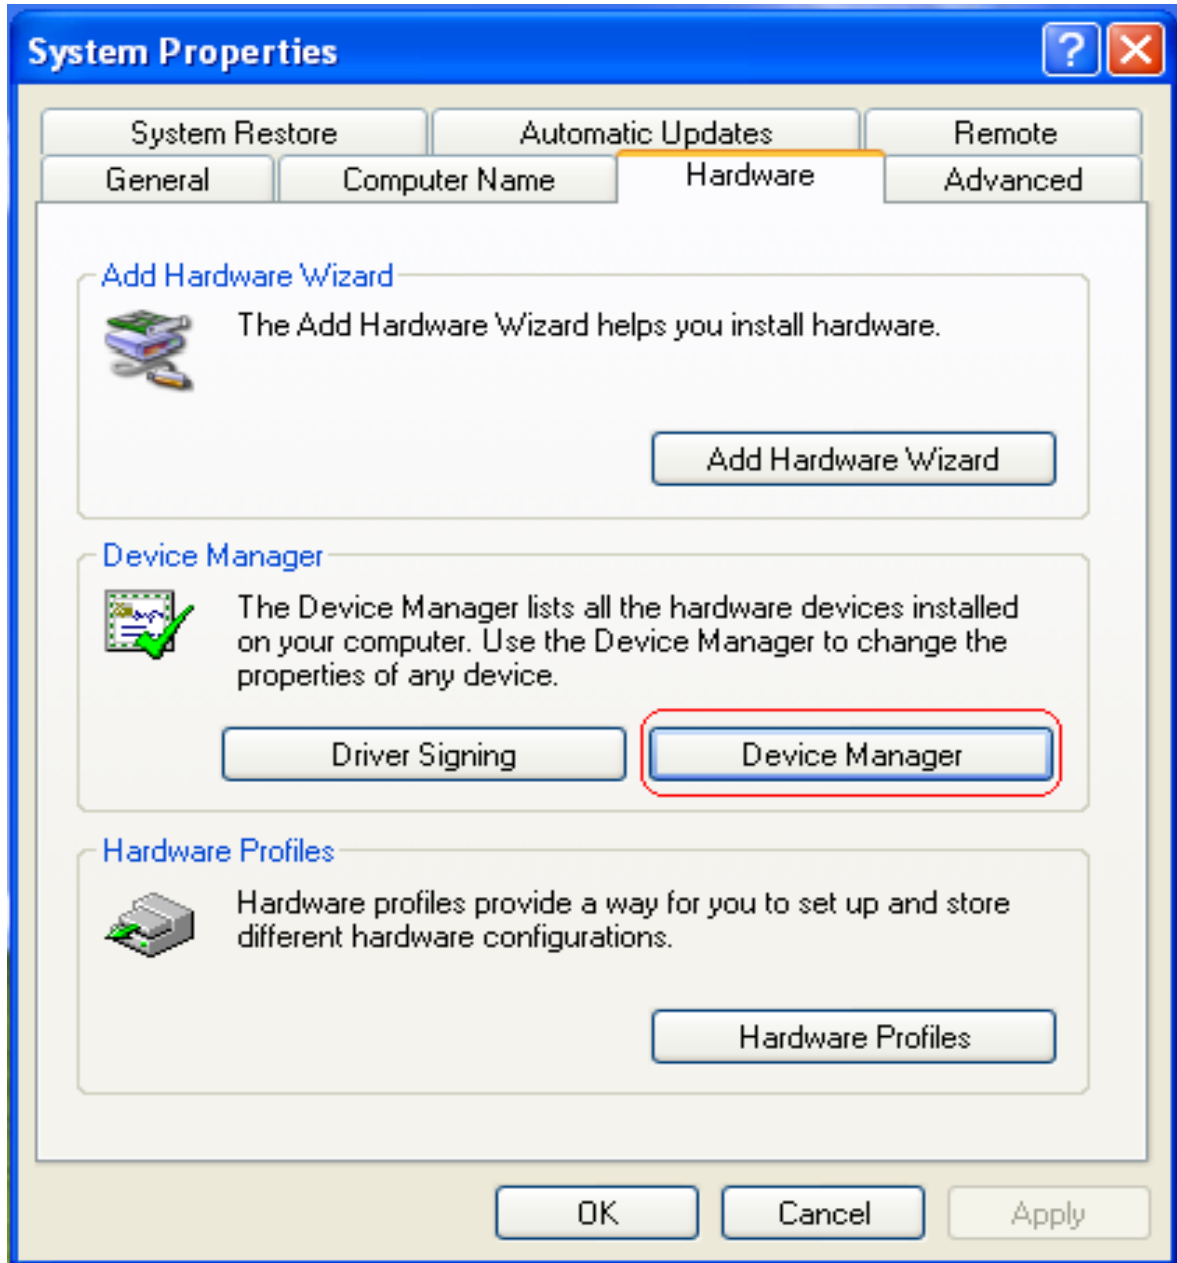 System Properties
System Restore
Automatic Updates
Remote
General
Computer Name
Hardware
Advanced
Add Hardware Wizard
The Add Hardware Wizard helps you install hardware.
Add Hardware Wizard
Device Manager
The Device Manager lists all the hardware devices installed
on your computer. Use the Device Manager to change the
properties of any device.
Driver Signing
Device Manager
Hardware Profiles
Hardware profiles provide a way for you to set up and store
different hardware configurations.
Hardware Profiles
OK
Cancel
Apply